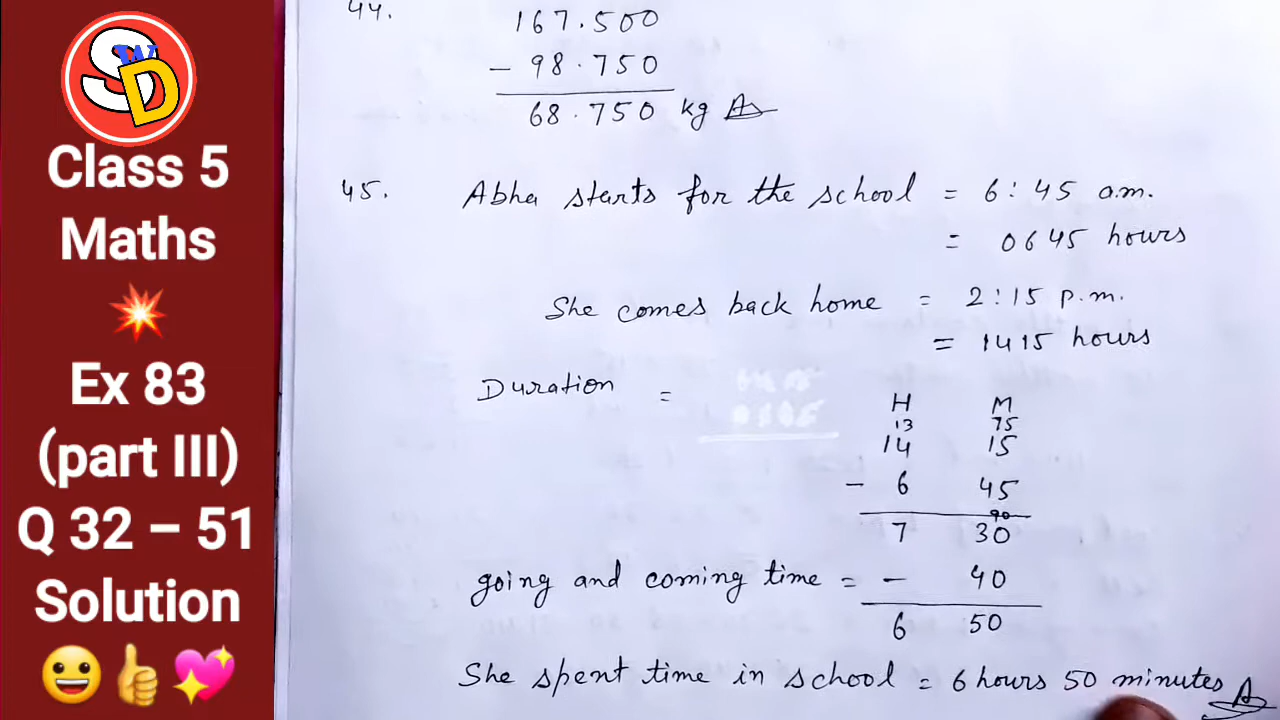 SWD
Class 5
Maths
💥
Ex 83
(part III)
Q 32 – 51
Solution
😀👍💖
44.
167.500
– 98.750
68.750 kg
45. Abha starts for the school = 6:45 a.m.
= 0645 hours
She comes back home = 2:15 p.m.
= 1415 hours
Duration =
H M
13 75
14 15
– 6 45
90
7 30
going and coming time = – 40
6 50
She spent time in school = 6 hours 50 minutes